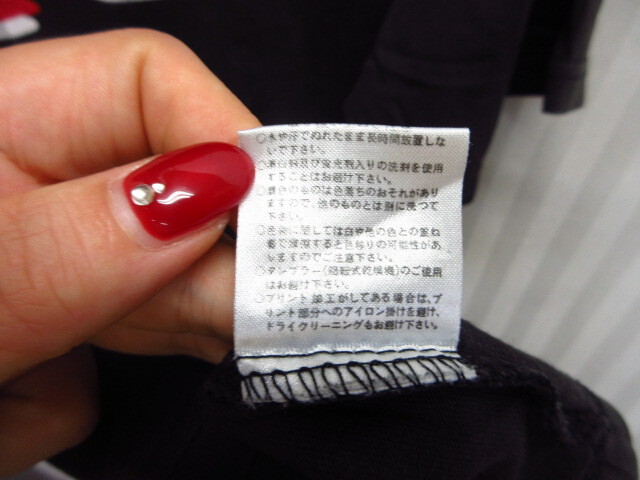 ○水や汗でぬれたまま長時間放置しな
いで下さい。
○漂白剤及び蛍光剤入りの洗剤を使用
することはお避け下さい。
○濃色のものは色落ちのおそれがあり
ますので、他のものとは別に洗って
下さい。
○色装に関しては白や他の色との重ね
着で摩擦すると色移りの可能性があ
しますのでご注意下さい。
○タンブラー(回転式乾燥機)のご使用
はお避け下さい。
○プリント加工がしてある場合は、プ
リント部分へのアイロン掛けを避け、
ドライクリーニングもお避け下さい。